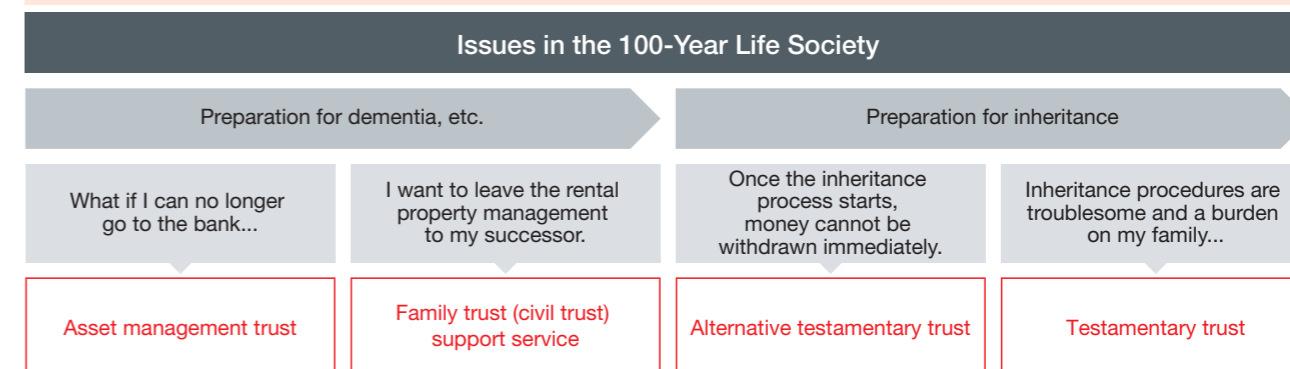 Issues in the 100-Year Life Society
Preparation for dementia, etc.
Preparation for inheritance
What if I can no longer
go to the bank...
I want to leave the rental
property management
to my successor.
Once the inheritance
process starts,
money cannot be
withdrawn immediately.
Inheritance procedures are
troublesome and a burden
on my family...
Asset management trust
Family trust (civil trust)
support service
Alternative testamentary trust
Testamentary trust